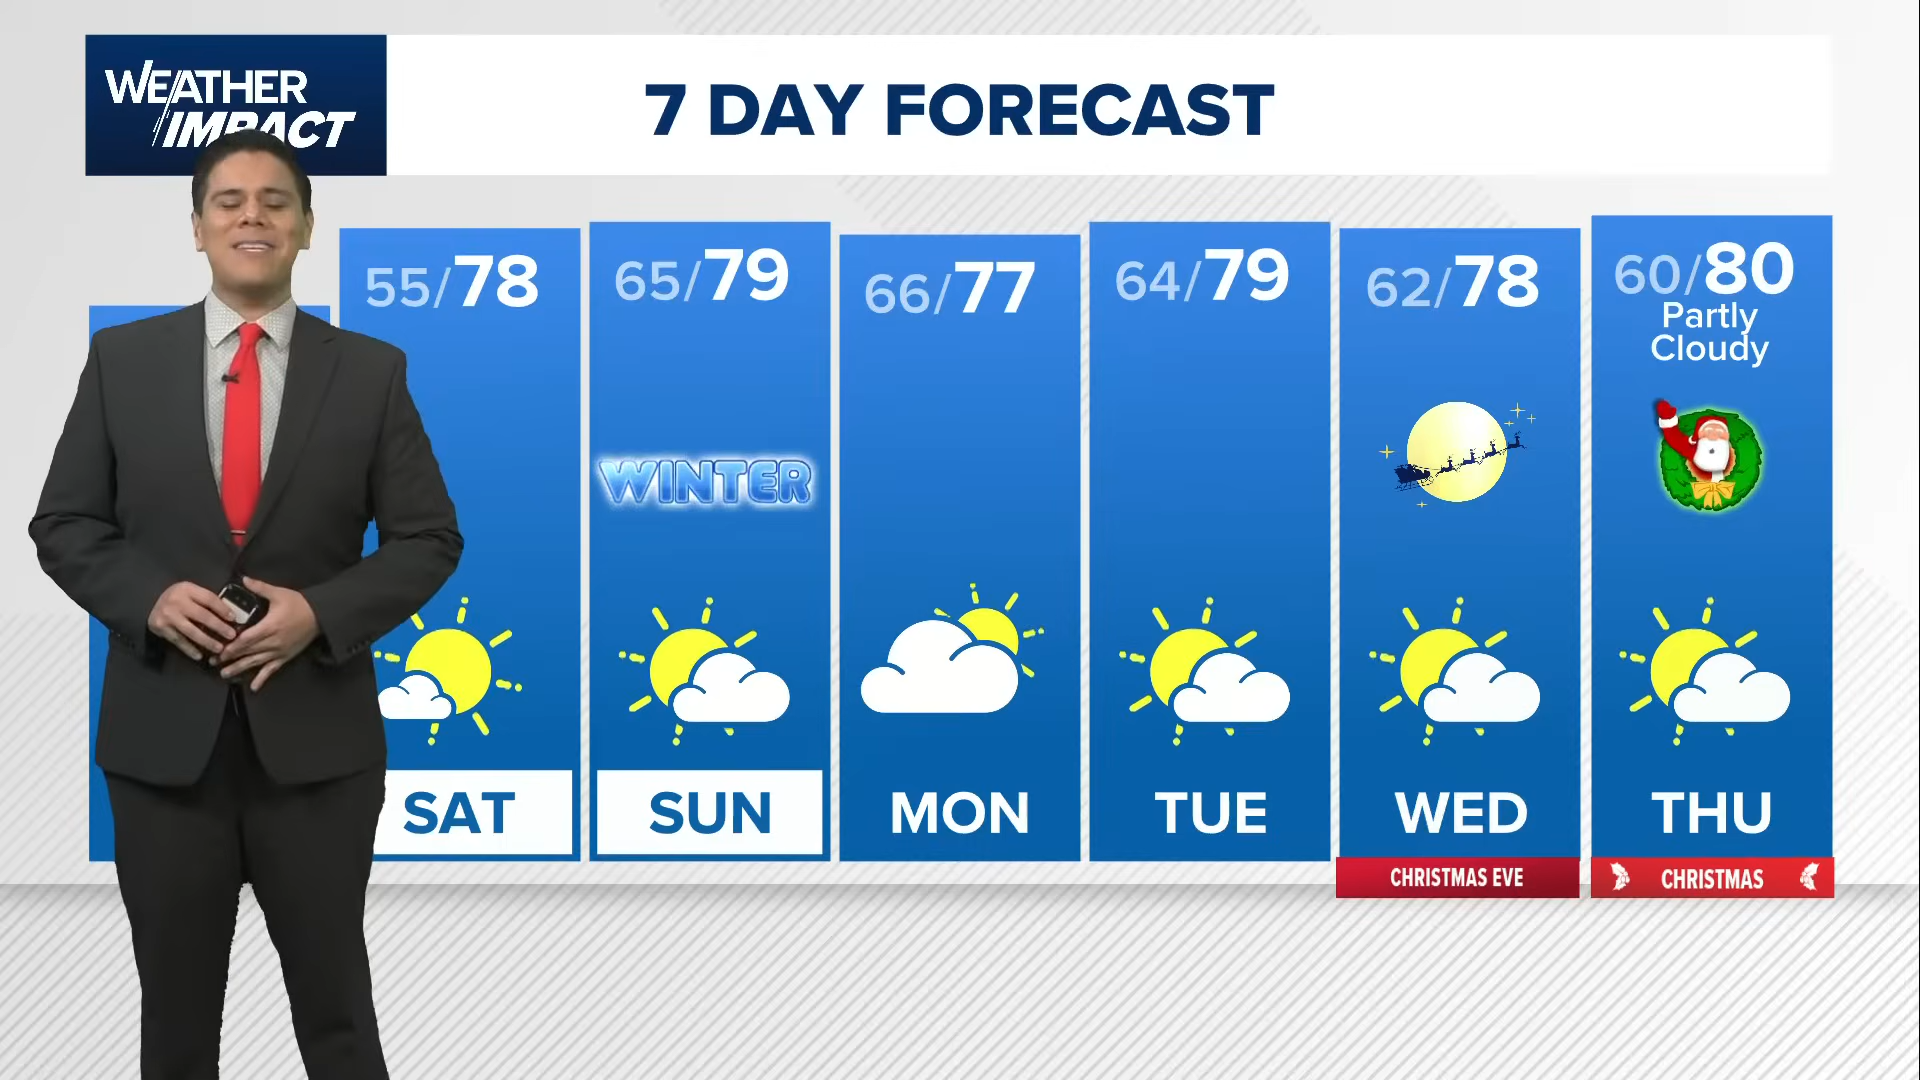 WEATHER
IMPACT
7 DAY FORECAST
55/78
65/79
66/77
64/79
62/78
60/80
Partly
Cloudy
WINTER
SAT
SUN
MON
TUE
WED
THU
CHRISTMAS EVE
CHRISTMAS